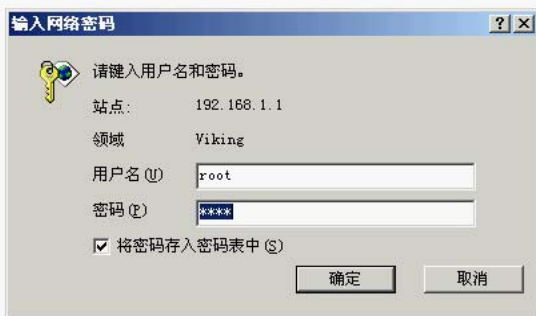 输入网络密码
请键入用户名和密码。
站点: 192.168.1.1
领域 Viking
用户名(U) root
密码(P) ****
将密码存入密码表中(S)
确定 取消